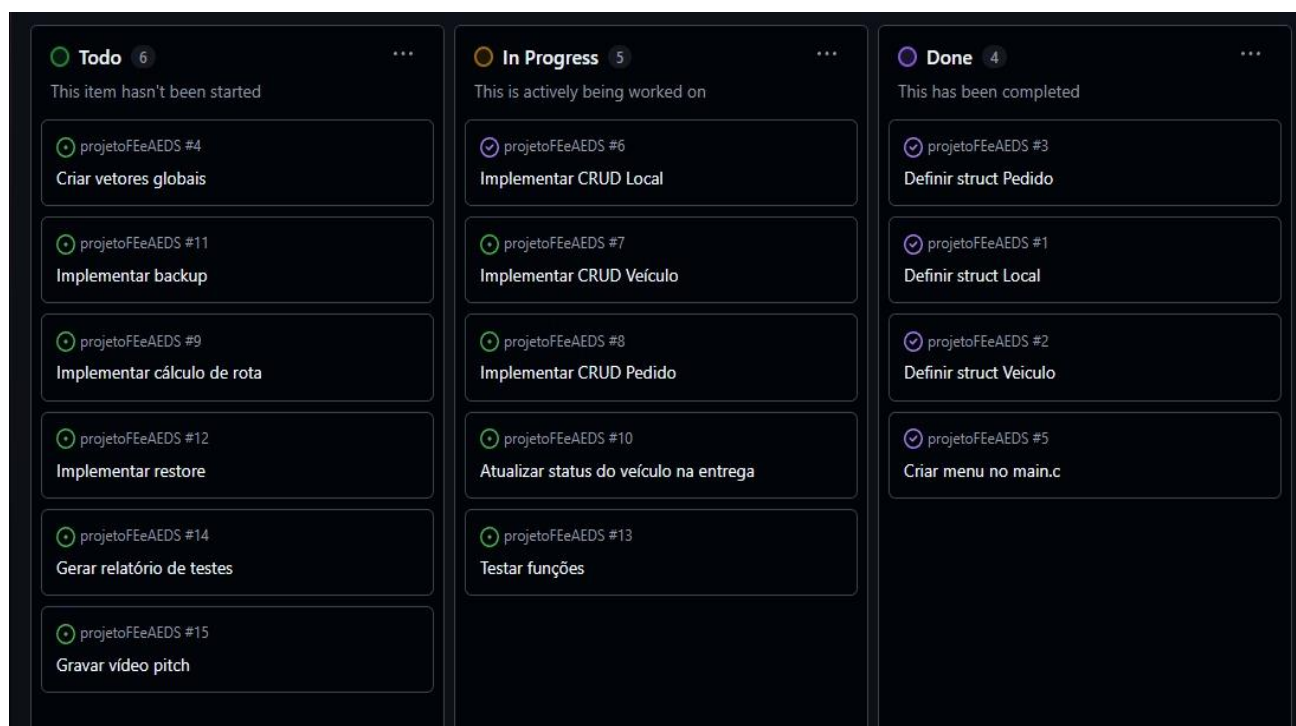 Todo 6
This item hasn't been started
projetoFEeAEDS #4
Criar vetores globais
projetoFEeAEDS #11
Implementar backup
projetoFEeAEDS #9
Implementar cálculo de rota
projetoFEeAEDS #12
Implementar restore
projetoFEeAEDS #14
Gerar relatório de testes
projetoFEeAEDS #15
Gravar vídeo pitch
In Progress 5
This is actively being worked on
projetoFEeAEDS #6
Implementar CRUD Local
projetoFEeAEDS #7
Implementar CRUD Veículo
projetoFEeAEDS #8
Implementar CRUD Pedido
projetoFEeAEDS #10
Atualizar status do veículo na entrega
projetoFEeAEDS #13
Testar funções
Done 4
This has been completed
projetoFEeAEDS #3
Definir struct Pedido
projetoFEeAEDS #1
Definir struct Local
projetoFEeAEDS #2
Definir struct Veiculo
projetoFEeAEDS #5
Criar menu no main.c